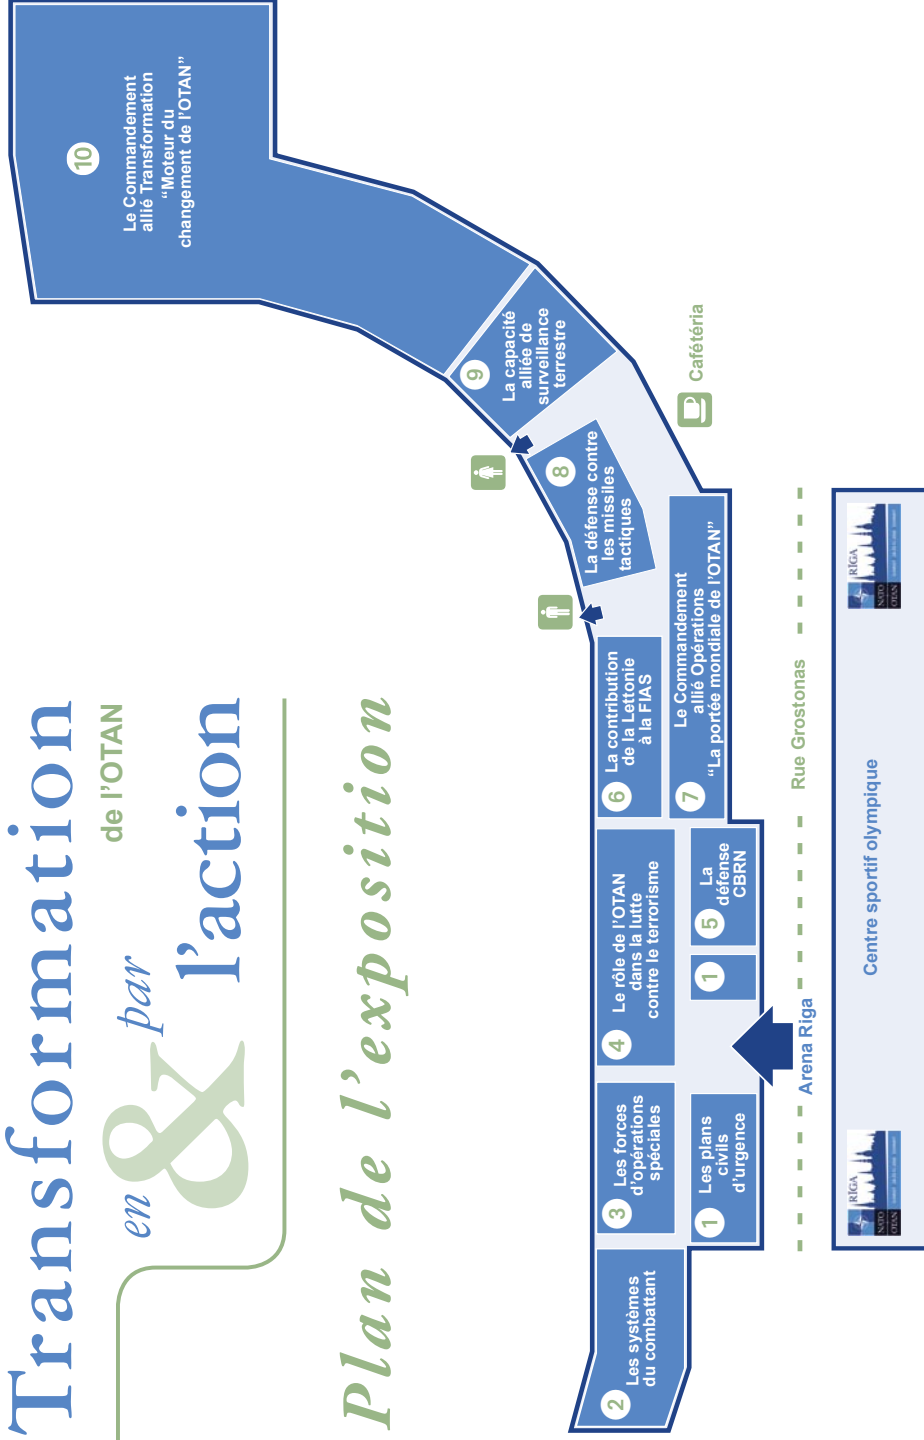 Transformation
de l'OTAN
en & par
l'action
Plan de l'exposition
10
Le Commandement
allié Transformation
“Moteur du
changement de l'OTAN”
9
La capacité
alliée de
surveillance
terrestre
8
La défense contre
les missiles
tactiques
Cafétéria
6
La contribution
de la Lettonie
à la FIAS
7
Le Commandement
allié Opérations
“La portée mondiale de l'OTAN”
4
Le rôle de l'OTAN
dans la lutte
contre le terrorisme
5
La
défense
CBRN
1
3
Les forces
d'opérations
spéciales
1
Les plans
civils
d'urgence
2
Les systèmes
du combattant
Arena Riga
Rue Grostonas
Centre sportif olympique
RĪGA
NATO
OTAN
RĪGA
NATO
OTAN